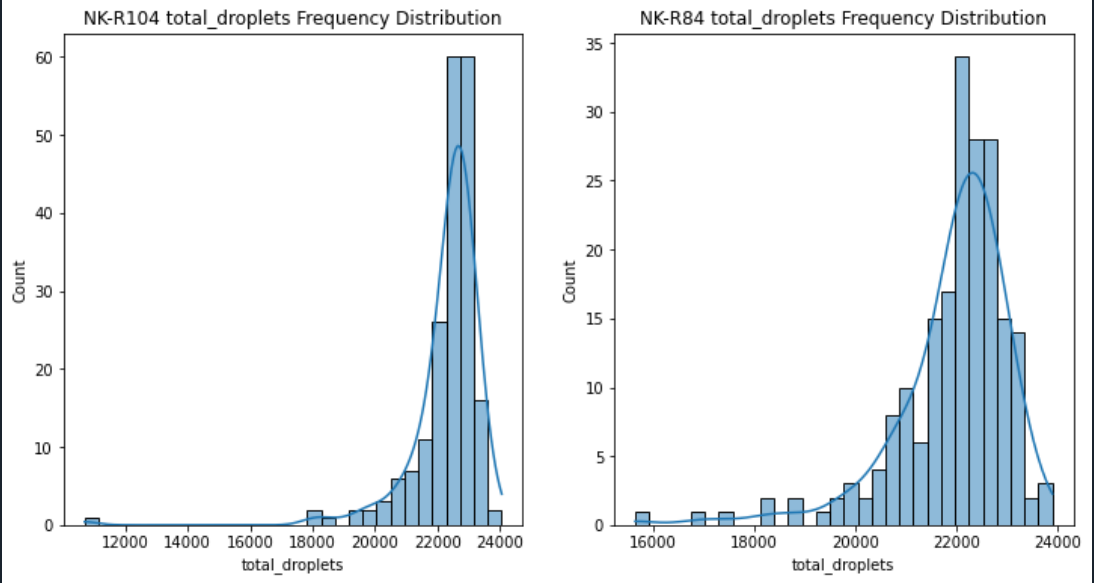 NK-R104 total_droplets Frequency Distribution
60
50
40
30
20
10
0
Count
12000 14000 16000 18000 20000 22000 24000
total_droplets
NK-R84 total_droplets Frequency Distribution
35
30
25
20
15
10
5
0
Count
16000 18000 20000 22000 24000
total_droplets